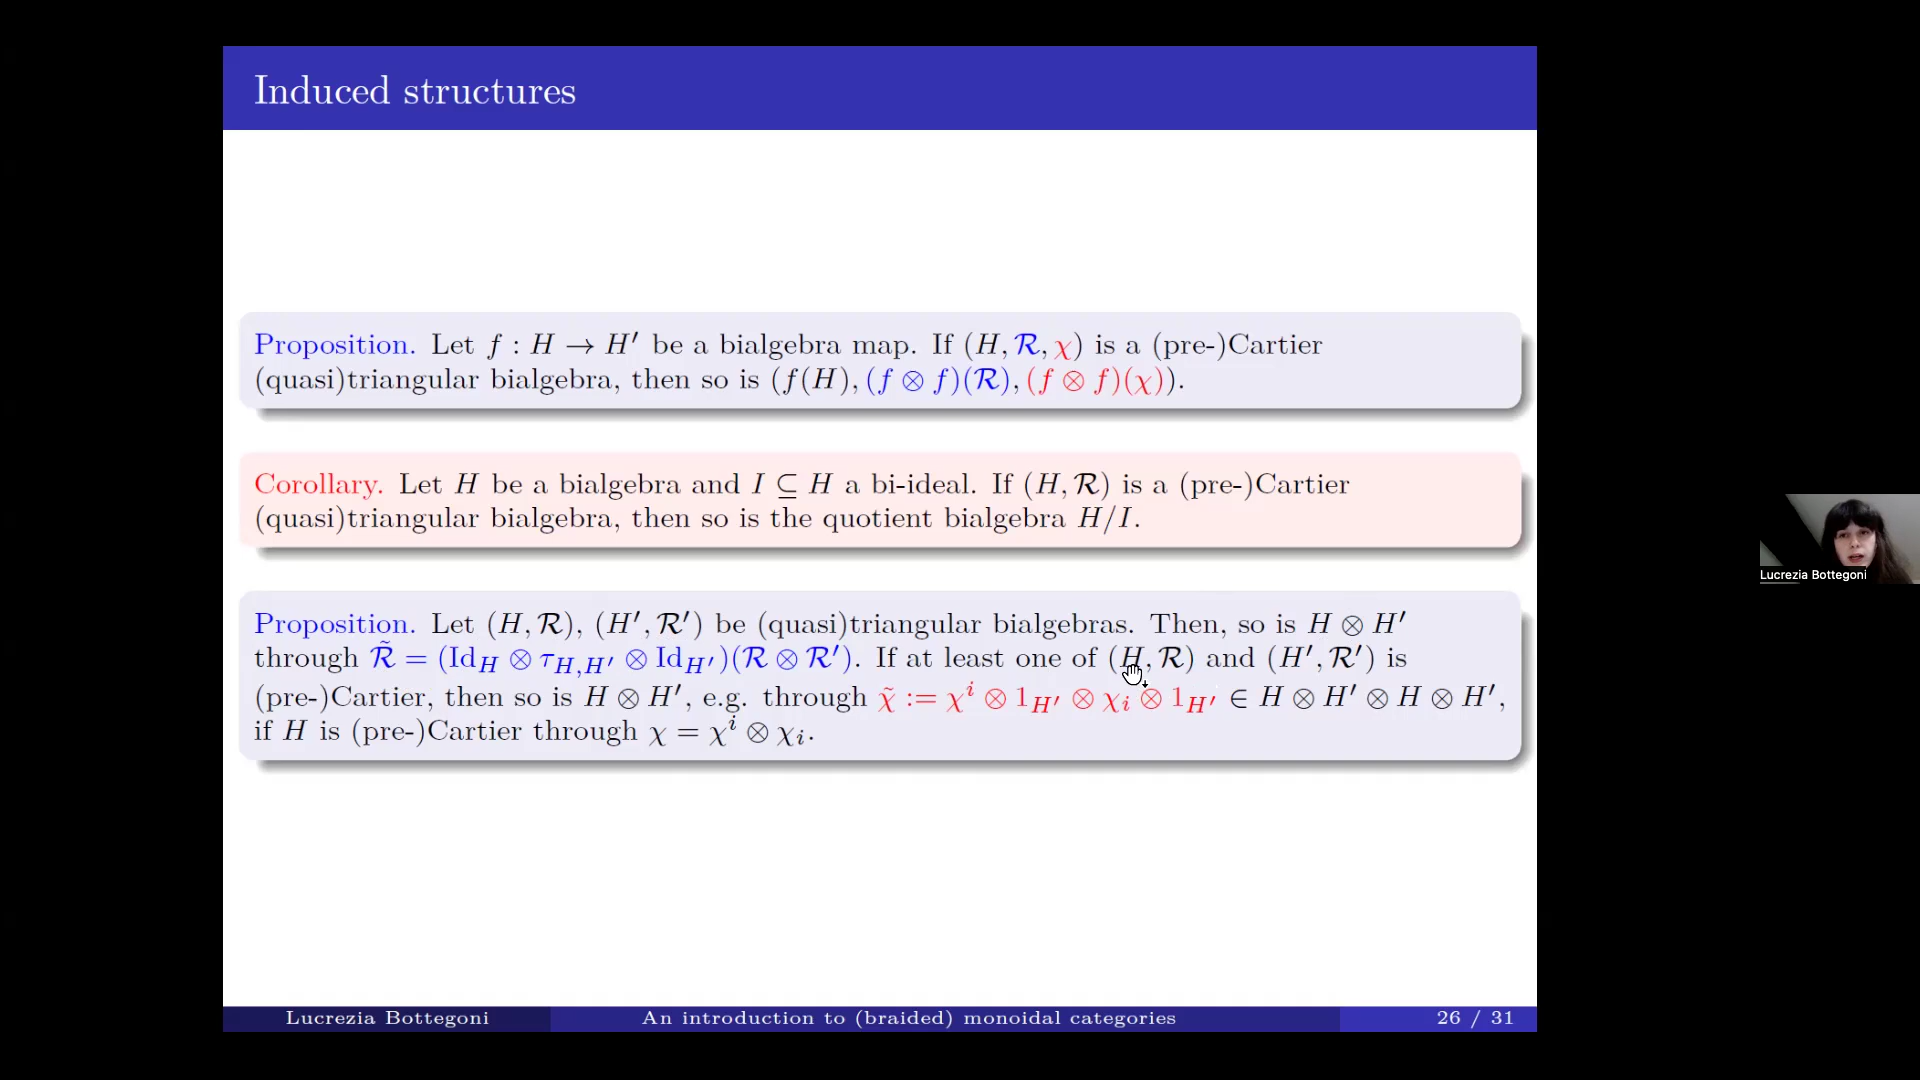 Induced structures
Proposition. Let f : H → H′ be a bialgebra map. If (H, ℛ, χ) is a (pre-)Cartier
(quasi)triangular bialgebra, then so is (f(H), (f ⊗ f)(ℛ), (f ⊗ f)(χ)).
Corollary. Let H be a bialgebra and I ⊆ H a bi-ideal. If (H, ℛ) is a (pre-)Cartier
(quasi)triangular bialgebra, then so is the quotient bialgebra H/I.
Proposition. Let (H, ℛ), (H′, ℛ′) be (quasi)triangular bialgebras. Then, so is H ⊗ H′
through ℛ̃ = (Id_H ⊗ τ_{H,H′} ⊗ Id_{H′})(ℛ ⊗ ℛ′). If at least one of (H, ℛ) and (H′, ℛ′) is
(pre-)Cartier, then so is H ⊗ H′, e.g. through χ̃ := χ^i ⊗ 1_{H′} ⊗ χ_i ⊗ 1_{H′} ∈ H ⊗ H′ ⊗ H ⊗ H′,
if H is (pre-)Cartier through χ = χ^i ⊗ χ_i.
Lucrezia Bottegoni
Lucrezia Bottegoni An introduction to (braided) monoidal categories 26 / 31